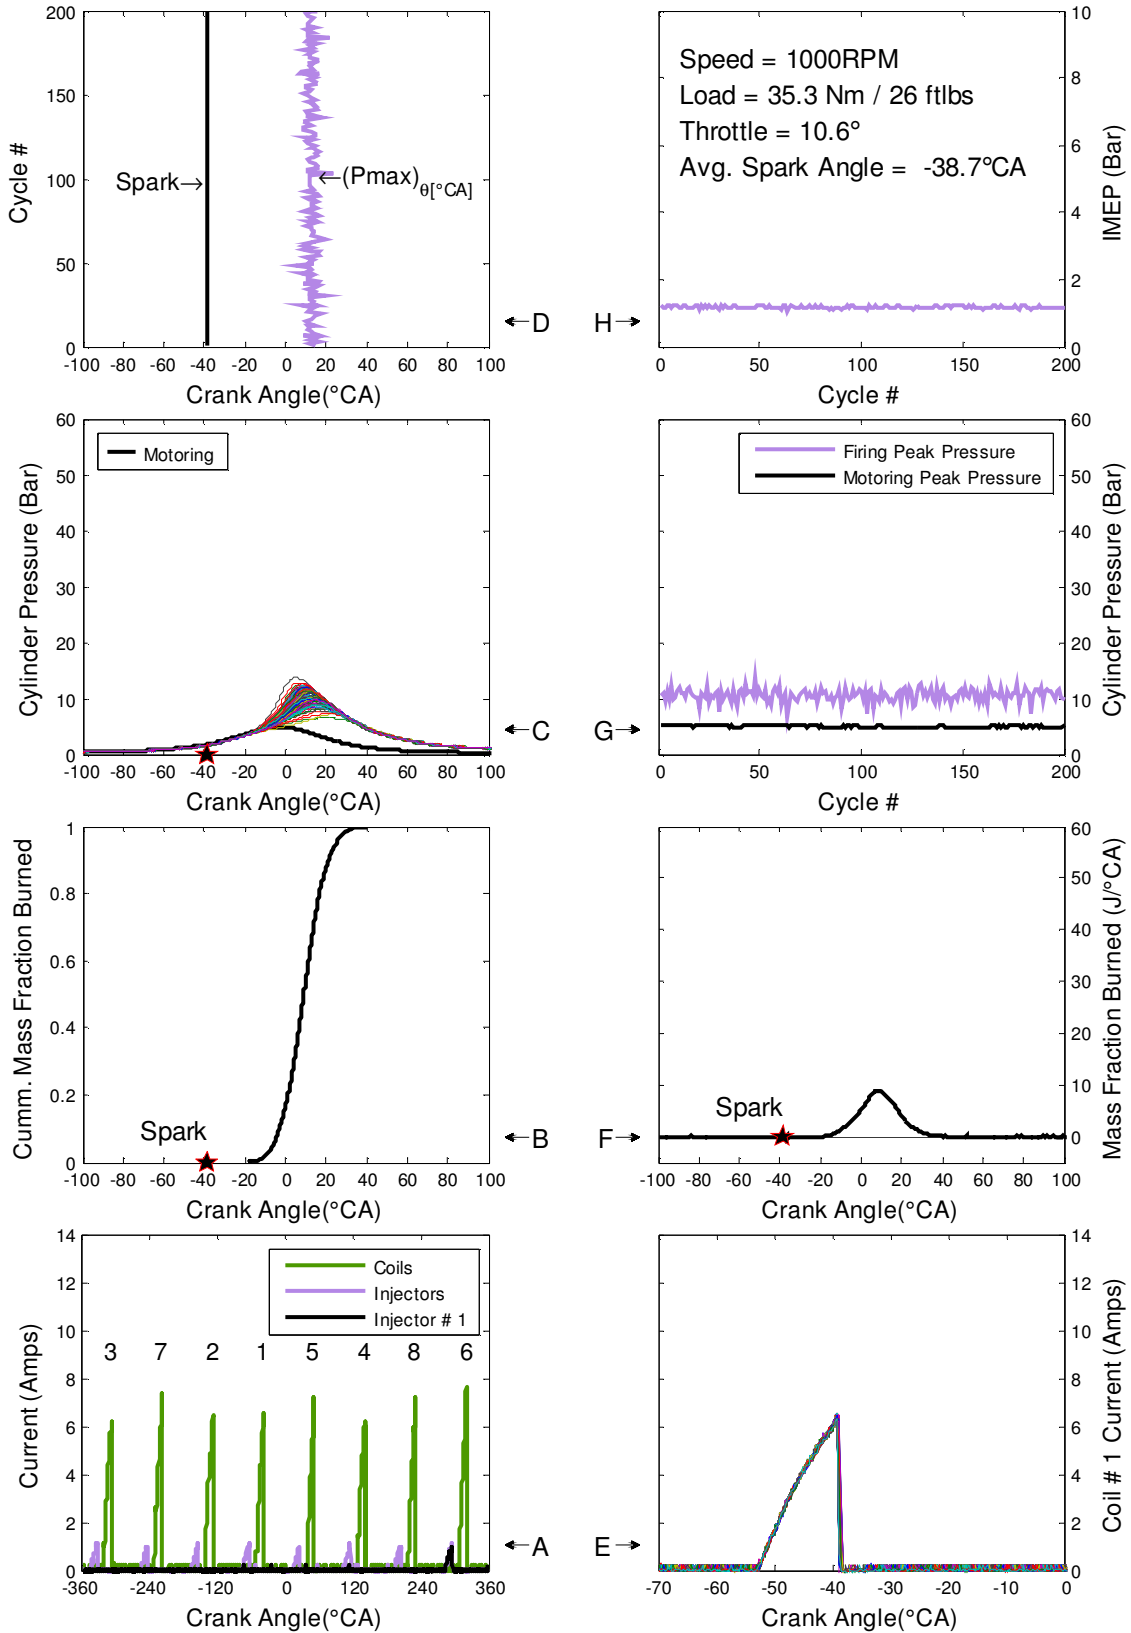 200
150
100
50
0
Cycle #
Spark→
←(Pmax)θ[°CA]
-100 -80 -60 -40 -20 0 20 40 60 80 100
Crank Angle(°CA)
←D
H→
Speed = 1000RPM
Load = 35.3 Nm / 26 ftlbs
Throttle = 10.6°
Avg. Spark Angle = -38.7°CA
10
8
6
4
2
0
IMEP (Bar)
0 50 100 150 200
Cycle #
60
50
40
30
20
10
0
Cylinder Pressure (Bar)
Motoring
-100 -80 -60 -40 -20 0 20 40 60 80 100
Crank Angle(°CA)
←C
G→
Firing Peak Pressure
Motoring Peak Pressure
60
50
40
30
20
10
0
Cylinder Pressure (Bar)
0 50 100 150 200
Cycle #
1
0.8
0.6
0.4
0.2
0
Cumm. Mass Fraction Burned
Spark
-100 -80 -60 -40 -20 0 20 40 60 80 100
Crank Angle(°CA)
←B
F→
Spark
60
50
40
30
20
10
0
Mass Fraction Burned (J/°CA)
-100 -80 -60 -40 -20 0 20 40 60 80 100
Crank Angle(°CA)
14
12
10
8
6
4
2
0
Current (Amps)
Coils
Injectors
Injector # 1
3 7 2 1 5 4 8 6
-360 -240 -120 0 120 240 360
Crank Angle(°CA)
←A
E→
14
12
10
8
6
4
2
0
Coil # 1 Current (Amps)
-70 -60 -50 -40 -30 -20 -10 0
Crank Angle(°CA)